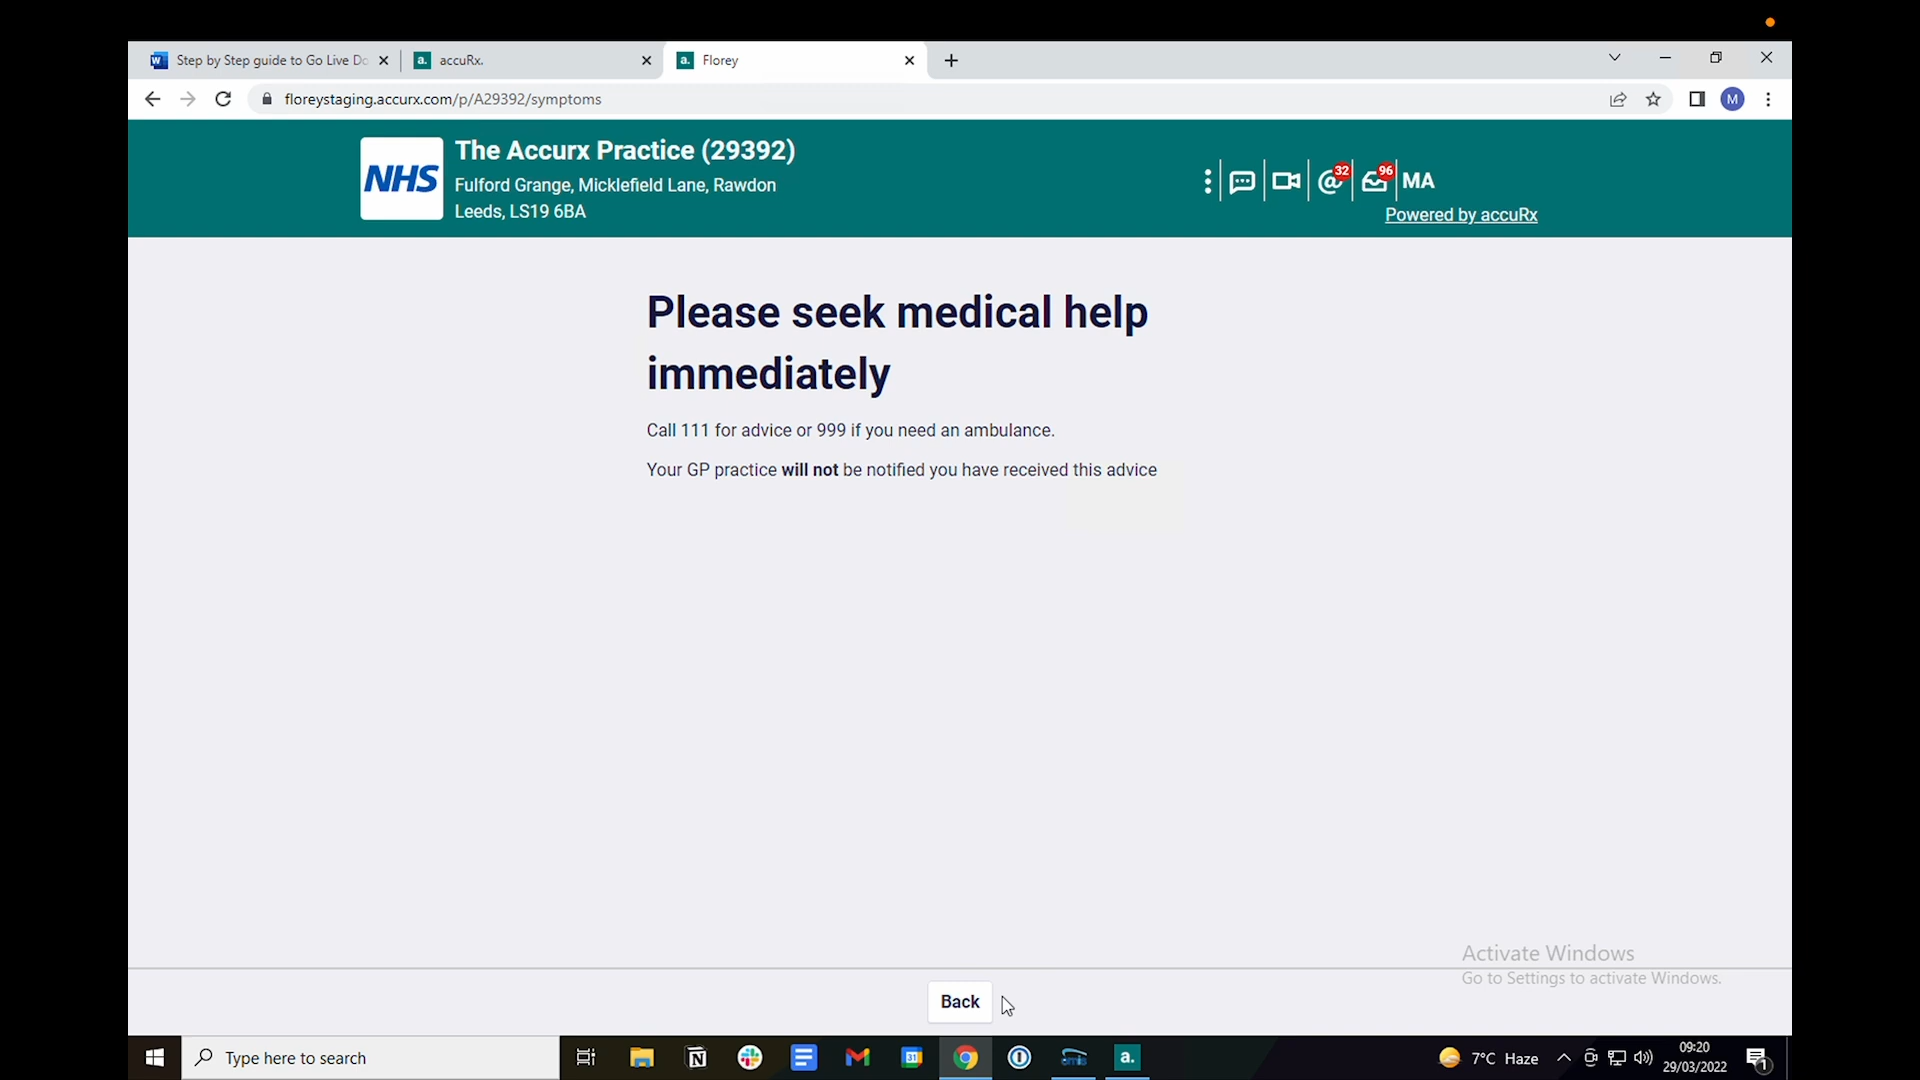 Step by Step guide to Go Live Do
accuRx.
Florey
floreystaging.accurx.com/p/A29392/symptoms
M
NHS
The Accurx Practice (29392)
Fulford Grange, Micklefield Lane, Rawdon
Leeds, LS19 6BA
32
96
MA
Powered by accuRx
Please seek medical help
immediately
Call 111 for advice or 999 if you need an ambulance.
Your GP practice will not be notified you have received this advice
Activate Windows
Go to Settings to activate Windows.
Back
Type here to search
31
a.
7°C Haze
09:20
29/03/2022
1